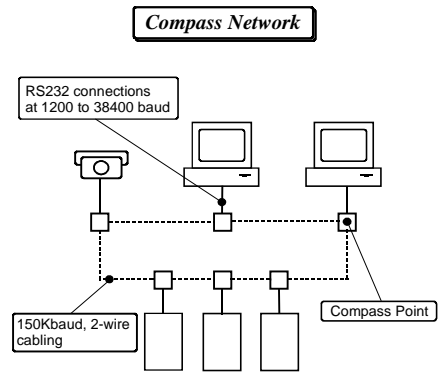 Compass Network
RS232 connections
at 1200 to 38400 baud
150Kbaud, 2-wire
cabling
Compass Point